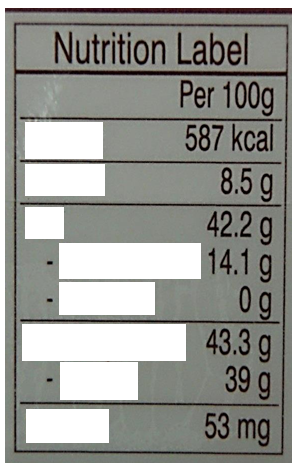 Nutrition Label
Per 100g
587 kcal
8.5 g
42.2 g
- 14.1 g
- 0 g
43.3 g
- 39 g
53 mg